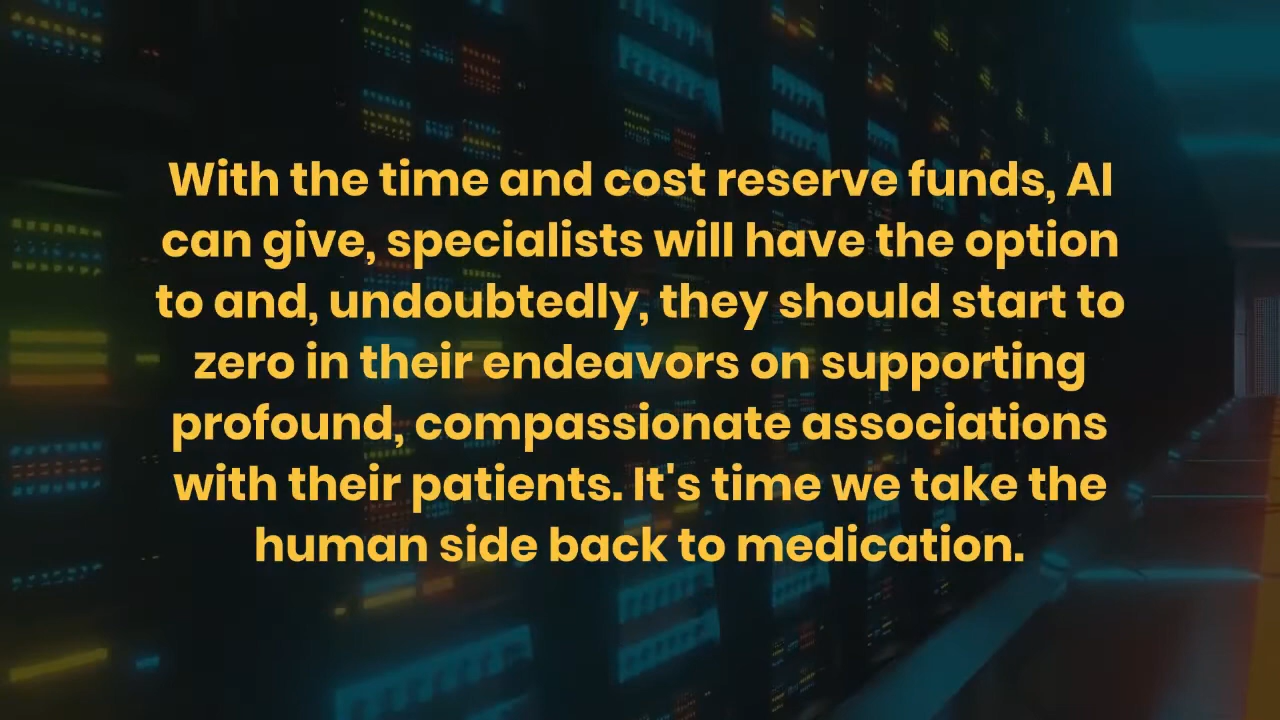 With the time and cost reserve funds, AI
can give, specialists will have the option
to and, undoubtedly, they should start to
zero in their endeavors on supporting
profound, compassionate associations
with their patients. It's time we take the
human side back to medication.